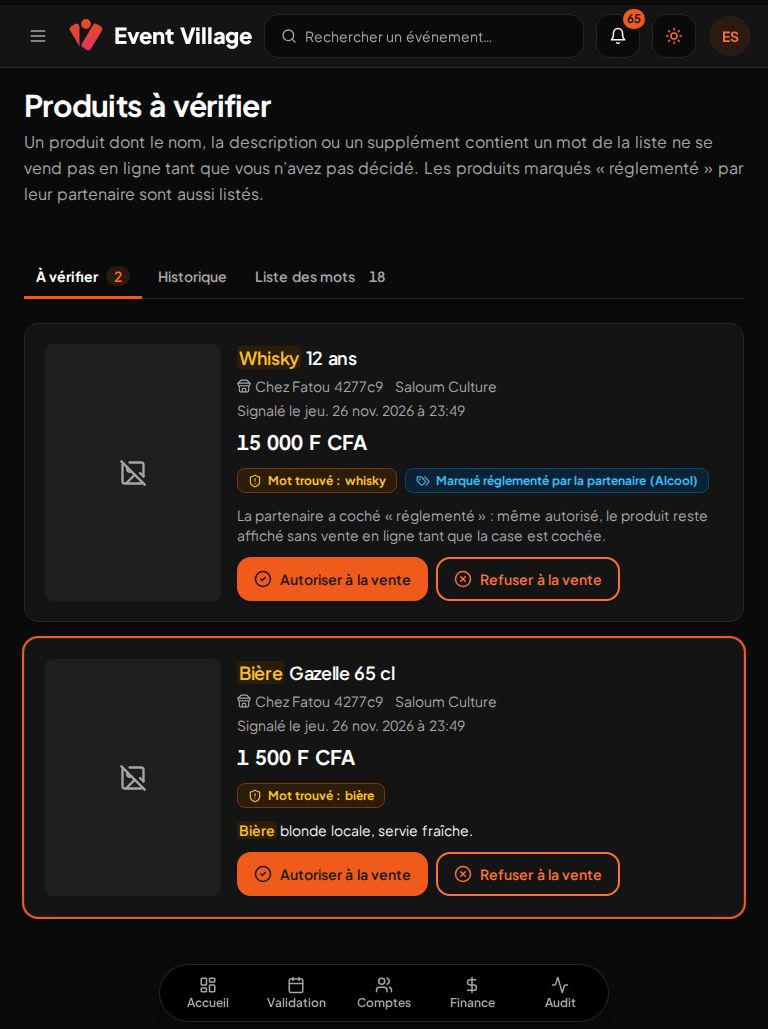 Event Village
Rechercher un événement...
65
ES
Produits à vérifier
Un produit dont le nom, la description ou un supplément contient un mot de la liste ne se
vend pas en ligne tant que vous n’avez pas décidé. Les produits marqués « réglementé » par
leur partenaire sont aussi listés.
À vérifier 2 Historique Liste des mots 18
Whisky 12 ans
Chez Fatou 4277c9 Saloum Culture
Signalé le jeu. 26 nov. 2026 à 23:49
15 000 F CFA
Mot trouvé : whisky Marqué réglementé par la partenaire (Alcool)
La partenaire a coché « réglementé » : même autorisé, le produit reste
affiché sans vente en ligne tant que la case est cochée.
Autoriser à la vente Refuser à la vente
Bière Gazelle 65 cl
Chez Fatou 4277c9 Saloum Culture
Signalé le jeu. 26 nov. 2026 à 23:49
1 500 F CFA
Mot trouvé : bière
Bière blonde locale, servie fraîche.
Autoriser à la vente Refuser à la vente
Accueil Validation Comptes Finance Audit